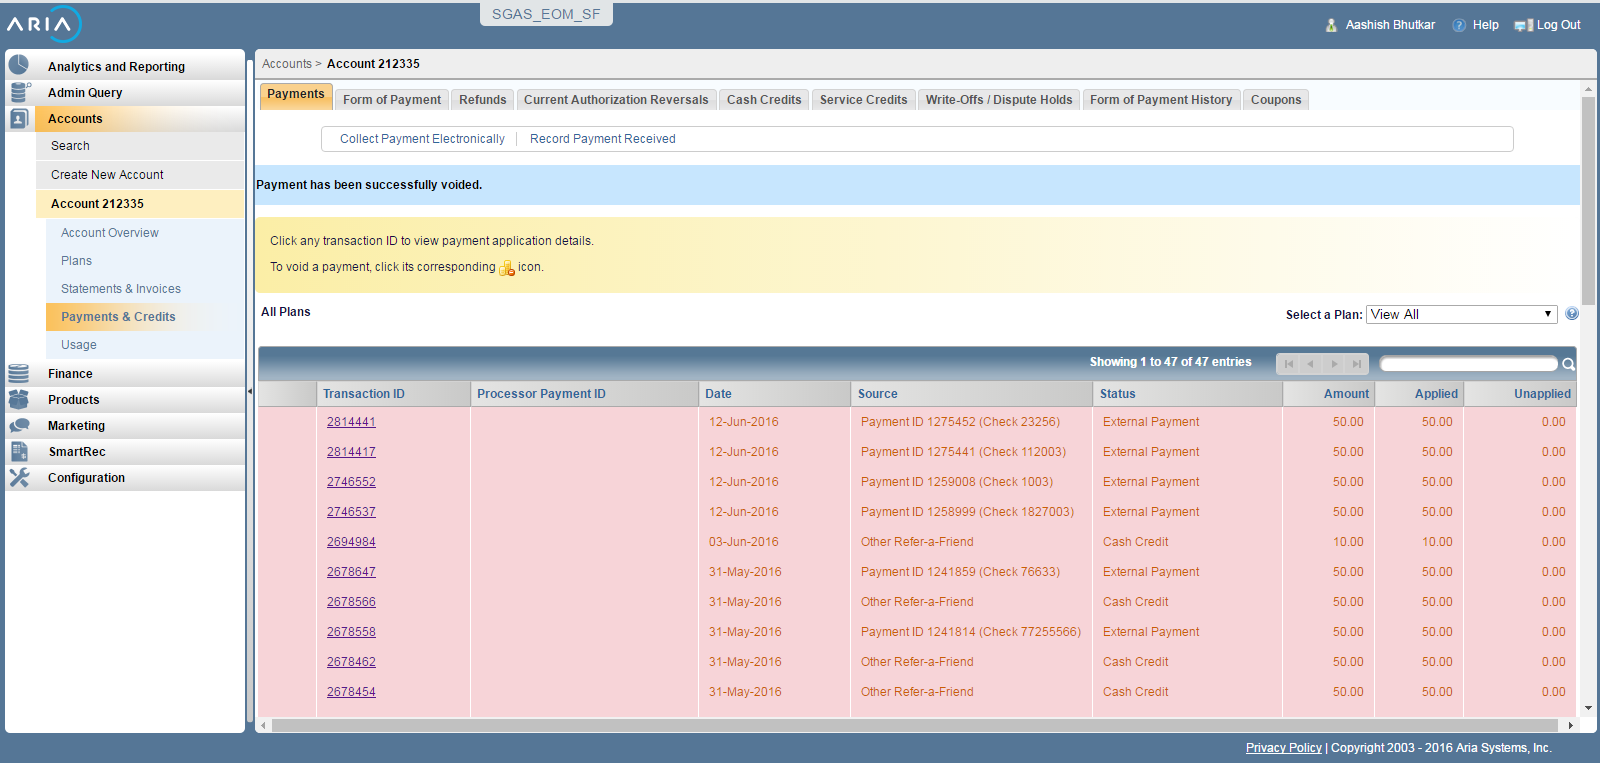 SGAS_EOM_SF
ARIA
Aashish Bhutkar Help Log Out
Analytics and Reporting
Admin Query
Accounts
Search
Create New Account
Account 212335
Account Overview
Plans
Statements & Invoices
Payments & Credits
Usage
Finance
Products
Marketing
SmartRec
Configuration
Accounts > Account 212335
Payments Form of Payment Refunds Current Authorization Reversals Cash Credits Service Credits Write-Offs / Dispute Holds Form of Payment History Coupons
Collect Payment Electronically Record Payment Received
Payment has been successfully voided.
Click any transaction ID to view payment application details.
To void a payment, click its corresponding icon.
All Plans
Select a Plan: View All
Showing 1 to 47 of 47 entries
Transaction ID Processor Payment ID Date Source Status Amount Applied Unapplied
2814441 12-Jun-2016 Payment ID 1275452 (Check 23256) External Payment 50.00 50.00 0.00
2814417 12-Jun-2016 Payment ID 1275441 (Check 112003) External Payment 50.00 50.00 0.00
2746552 12-Jun-2016 Payment ID 1259008 (Check 1003) External Payment 50.00 50.00 0.00
2746537 12-Jun-2016 Payment ID 1258999 (Check 1827003) External Payment 50.00 50.00 0.00
2694984 03-Jun-2016 Other Refer-a-Friend Cash Credit 10.00 10.00 0.00
2678647 31-May-2016 Payment ID 1241859 (Check 76633) External Payment 50.00 50.00 0.00
2678566 31-May-2016 Other Refer-a-Friend Cash Credit 50.00 50.00 0.00
2678558 31-May-2016 Payment ID 1241814 (Check 77255566) External Payment 50.00 50.00 0.00
2678462 31-May-2016 Other Refer-a-Friend Cash Credit 50.00 50.00 0.00
2678454 31-May-2016 Other Refer-a-Friend Cash Credit 50.00 50.00 0.00
Privacy Policy | Copyright 2003 - 2016 Aria Systems, Inc.